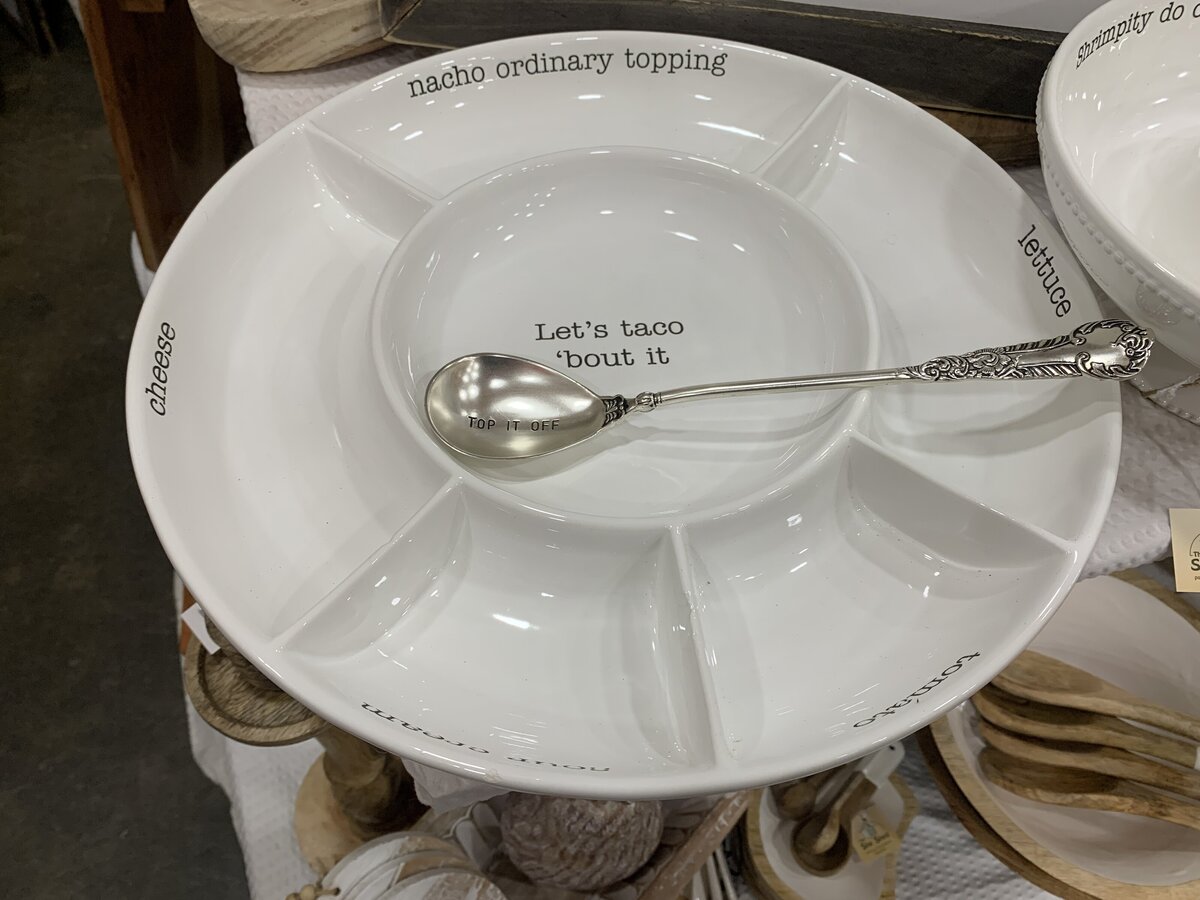 nacho ordinary topping
Shrimpity do
lettuce
cheese
Let's taco
‘bout it
TOP IT OFF
tomato
sour cream